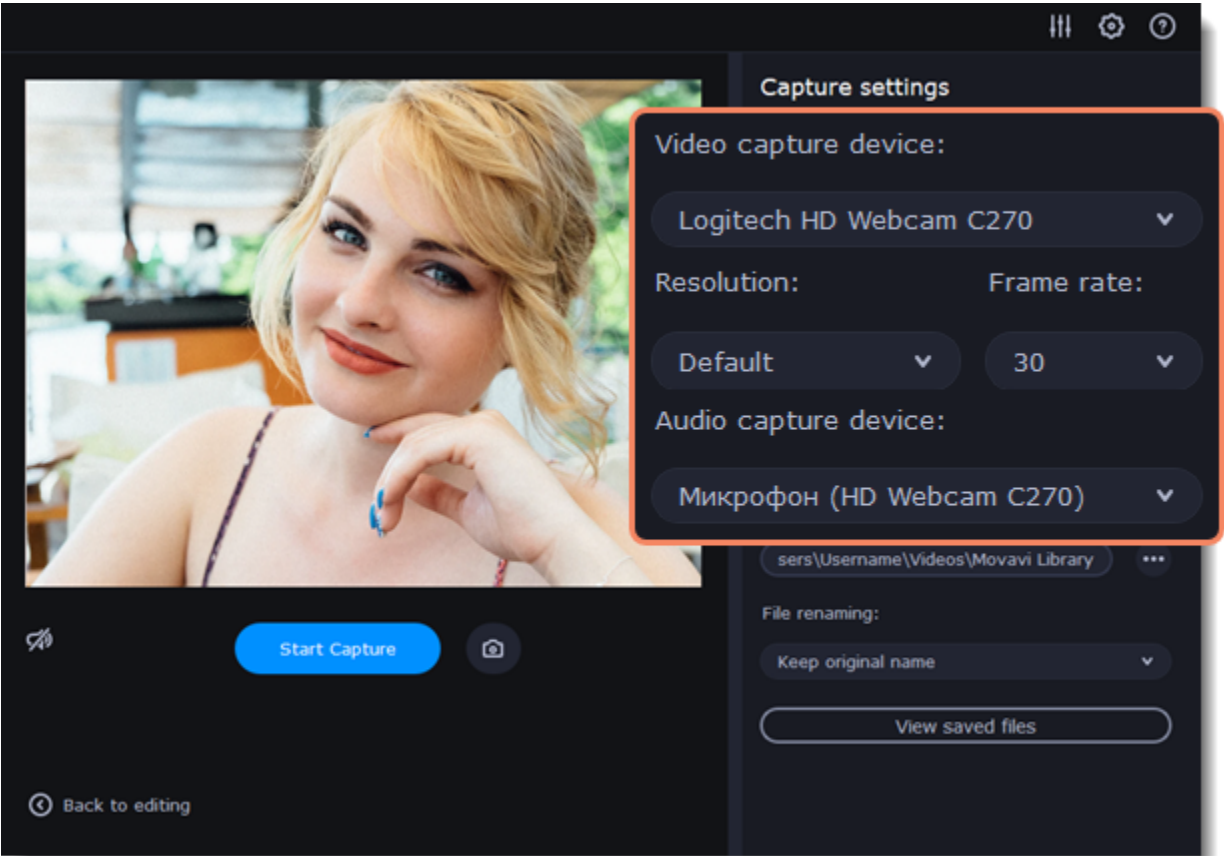 Capture settings
Video capture device:
Logitech HD Webcam C270
Resolution: Frame rate:
Default 30
Audio capture device:
Микрофон (HD Webcam C270)
sers\Username\Videos\Movavi Library
File renaming:
Keep original name
View saved files
Start Capture
Back to editing